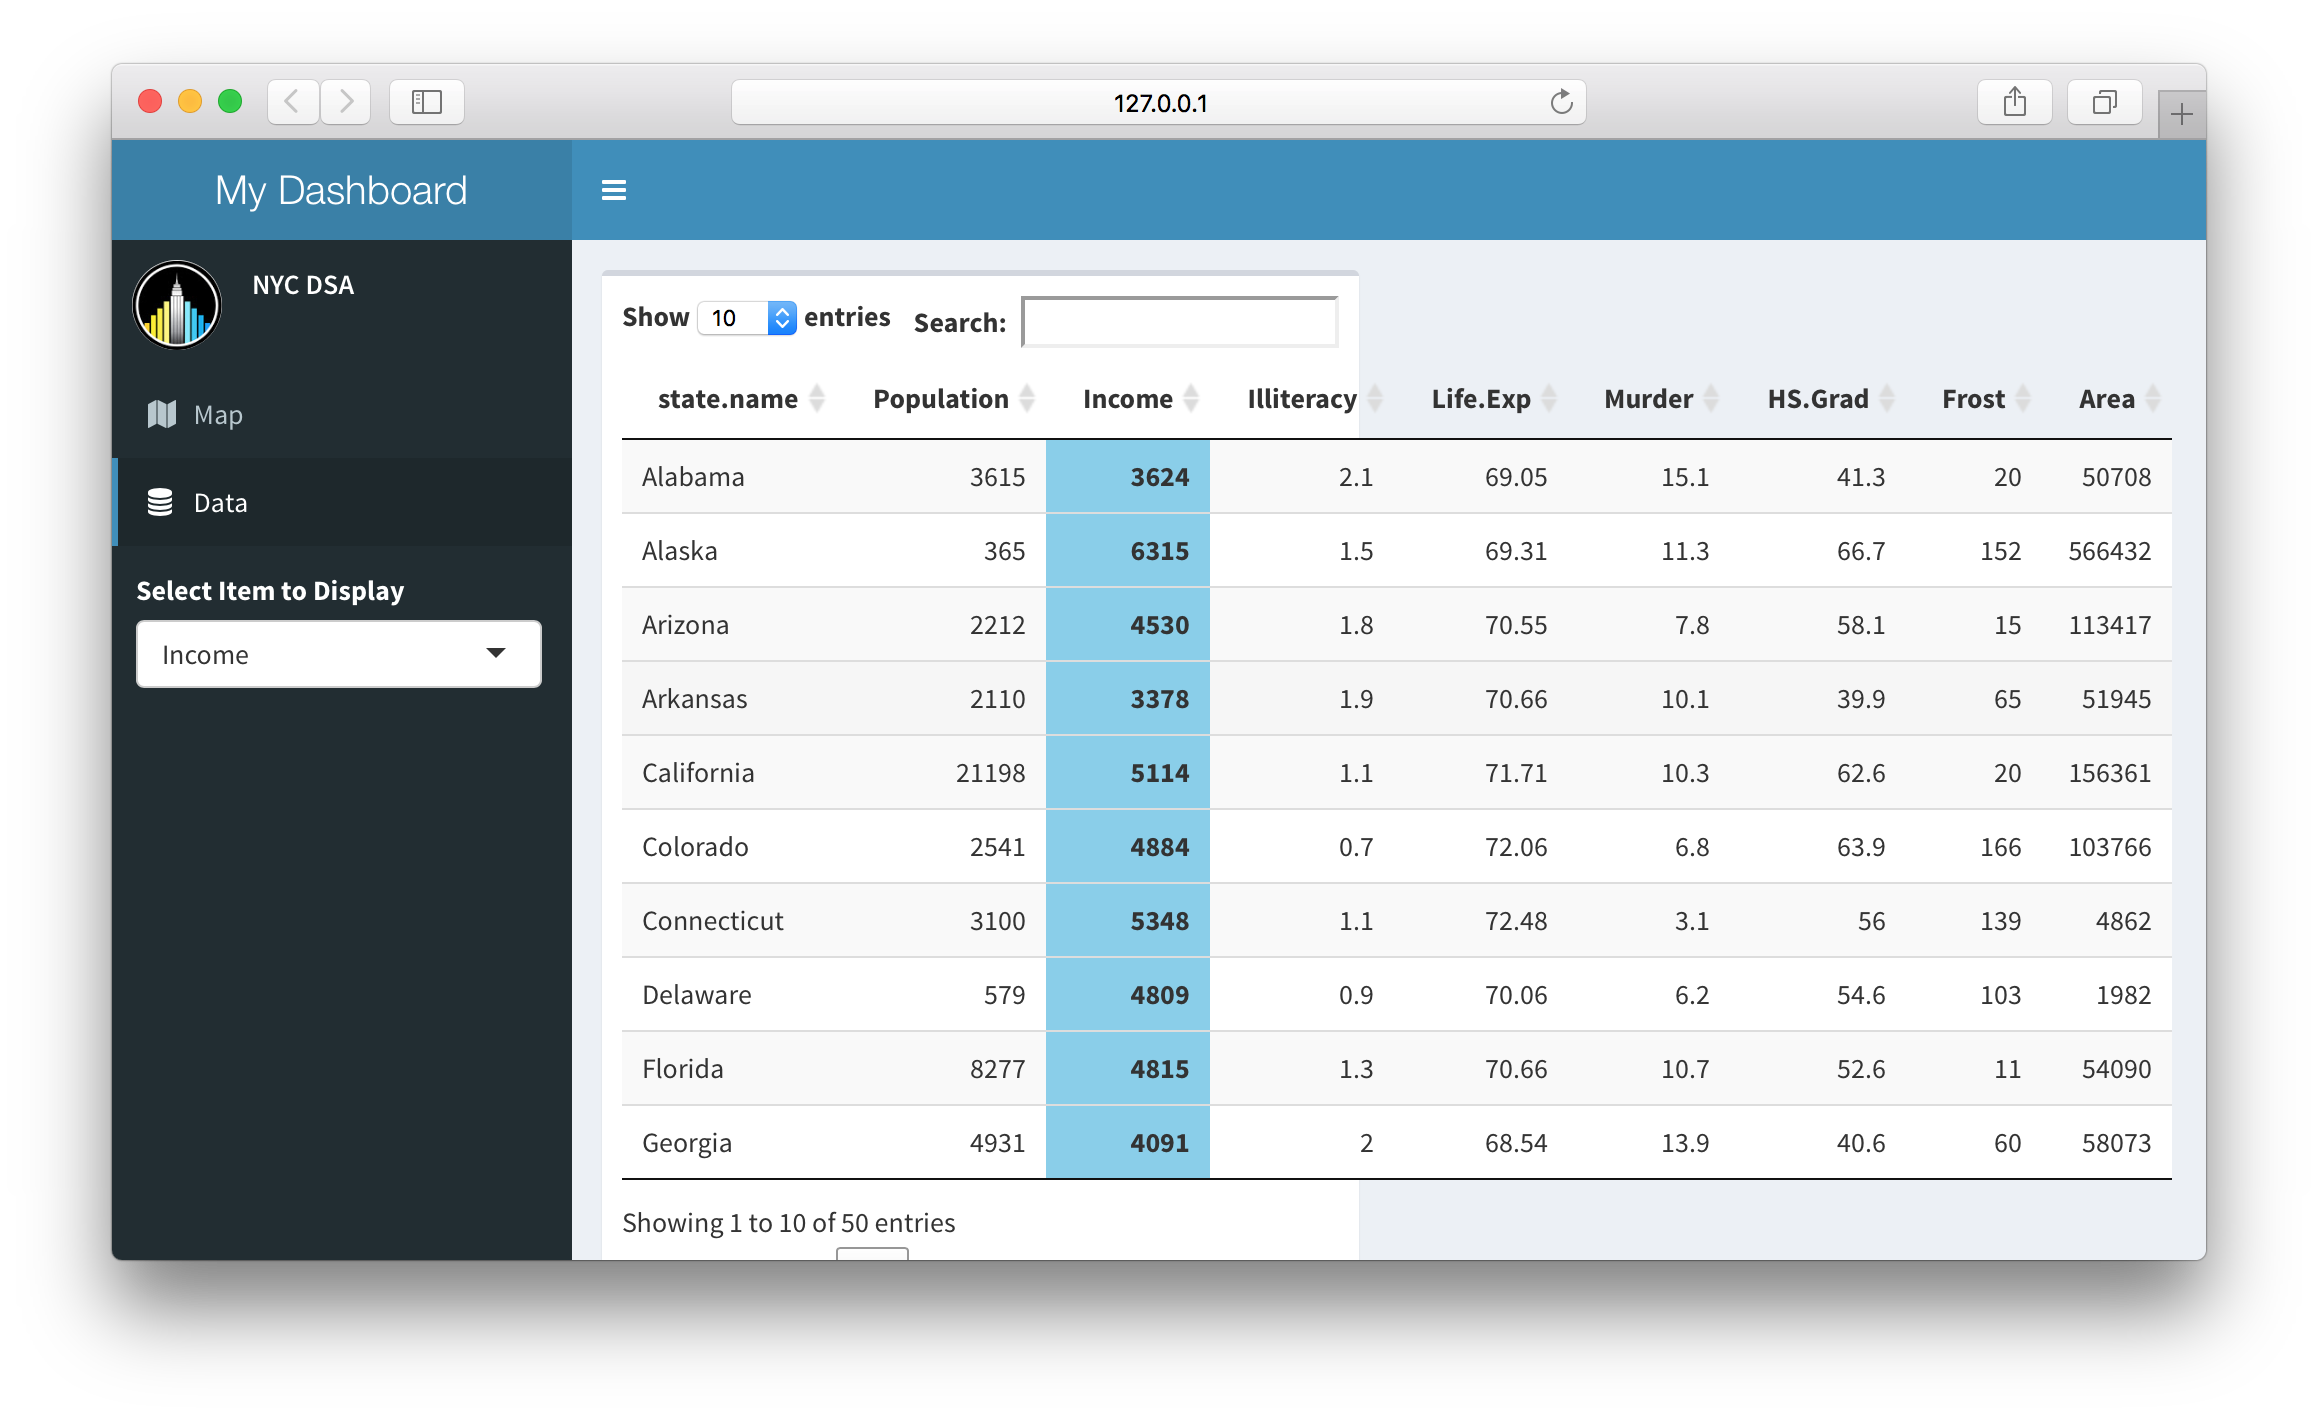 127.0.0.1
My Dashboard
NYC DSA
Map
Data
Select Item to Display
Income
Show 10 entries Search:
state.name Population Income Illiteracy Life.Exp Murder HS.Grad Frost Area
Alabama 3615 3624 2.1 69.05 15.1 41.3 20 50708
Alaska 365 6315 1.5 69.31 11.3 66.7 152 566432
Arizona 2212 4530 1.8 70.55 7.8 58.1 15 113417
Arkansas 2110 3378 1.9 70.66 10.1 39.9 65 51945
California 21198 5114 1.1 71.71 10.3 62.6 20 156361
Colorado 2541 4884 0.7 72.06 6.8 63.9 166 103766
Connecticut 3100 5348 1.1 72.48 3.1 56 139 4862
Delaware 579 4809 0.9 70.06 6.2 54.6 103 1982
Florida 8277 4815 1.3 70.66 10.7 52.6 11 54090
Georgia 4931 4091 2 68.54 13.9 40.6 60 58073
Showing 1 to 10 of 50 entries